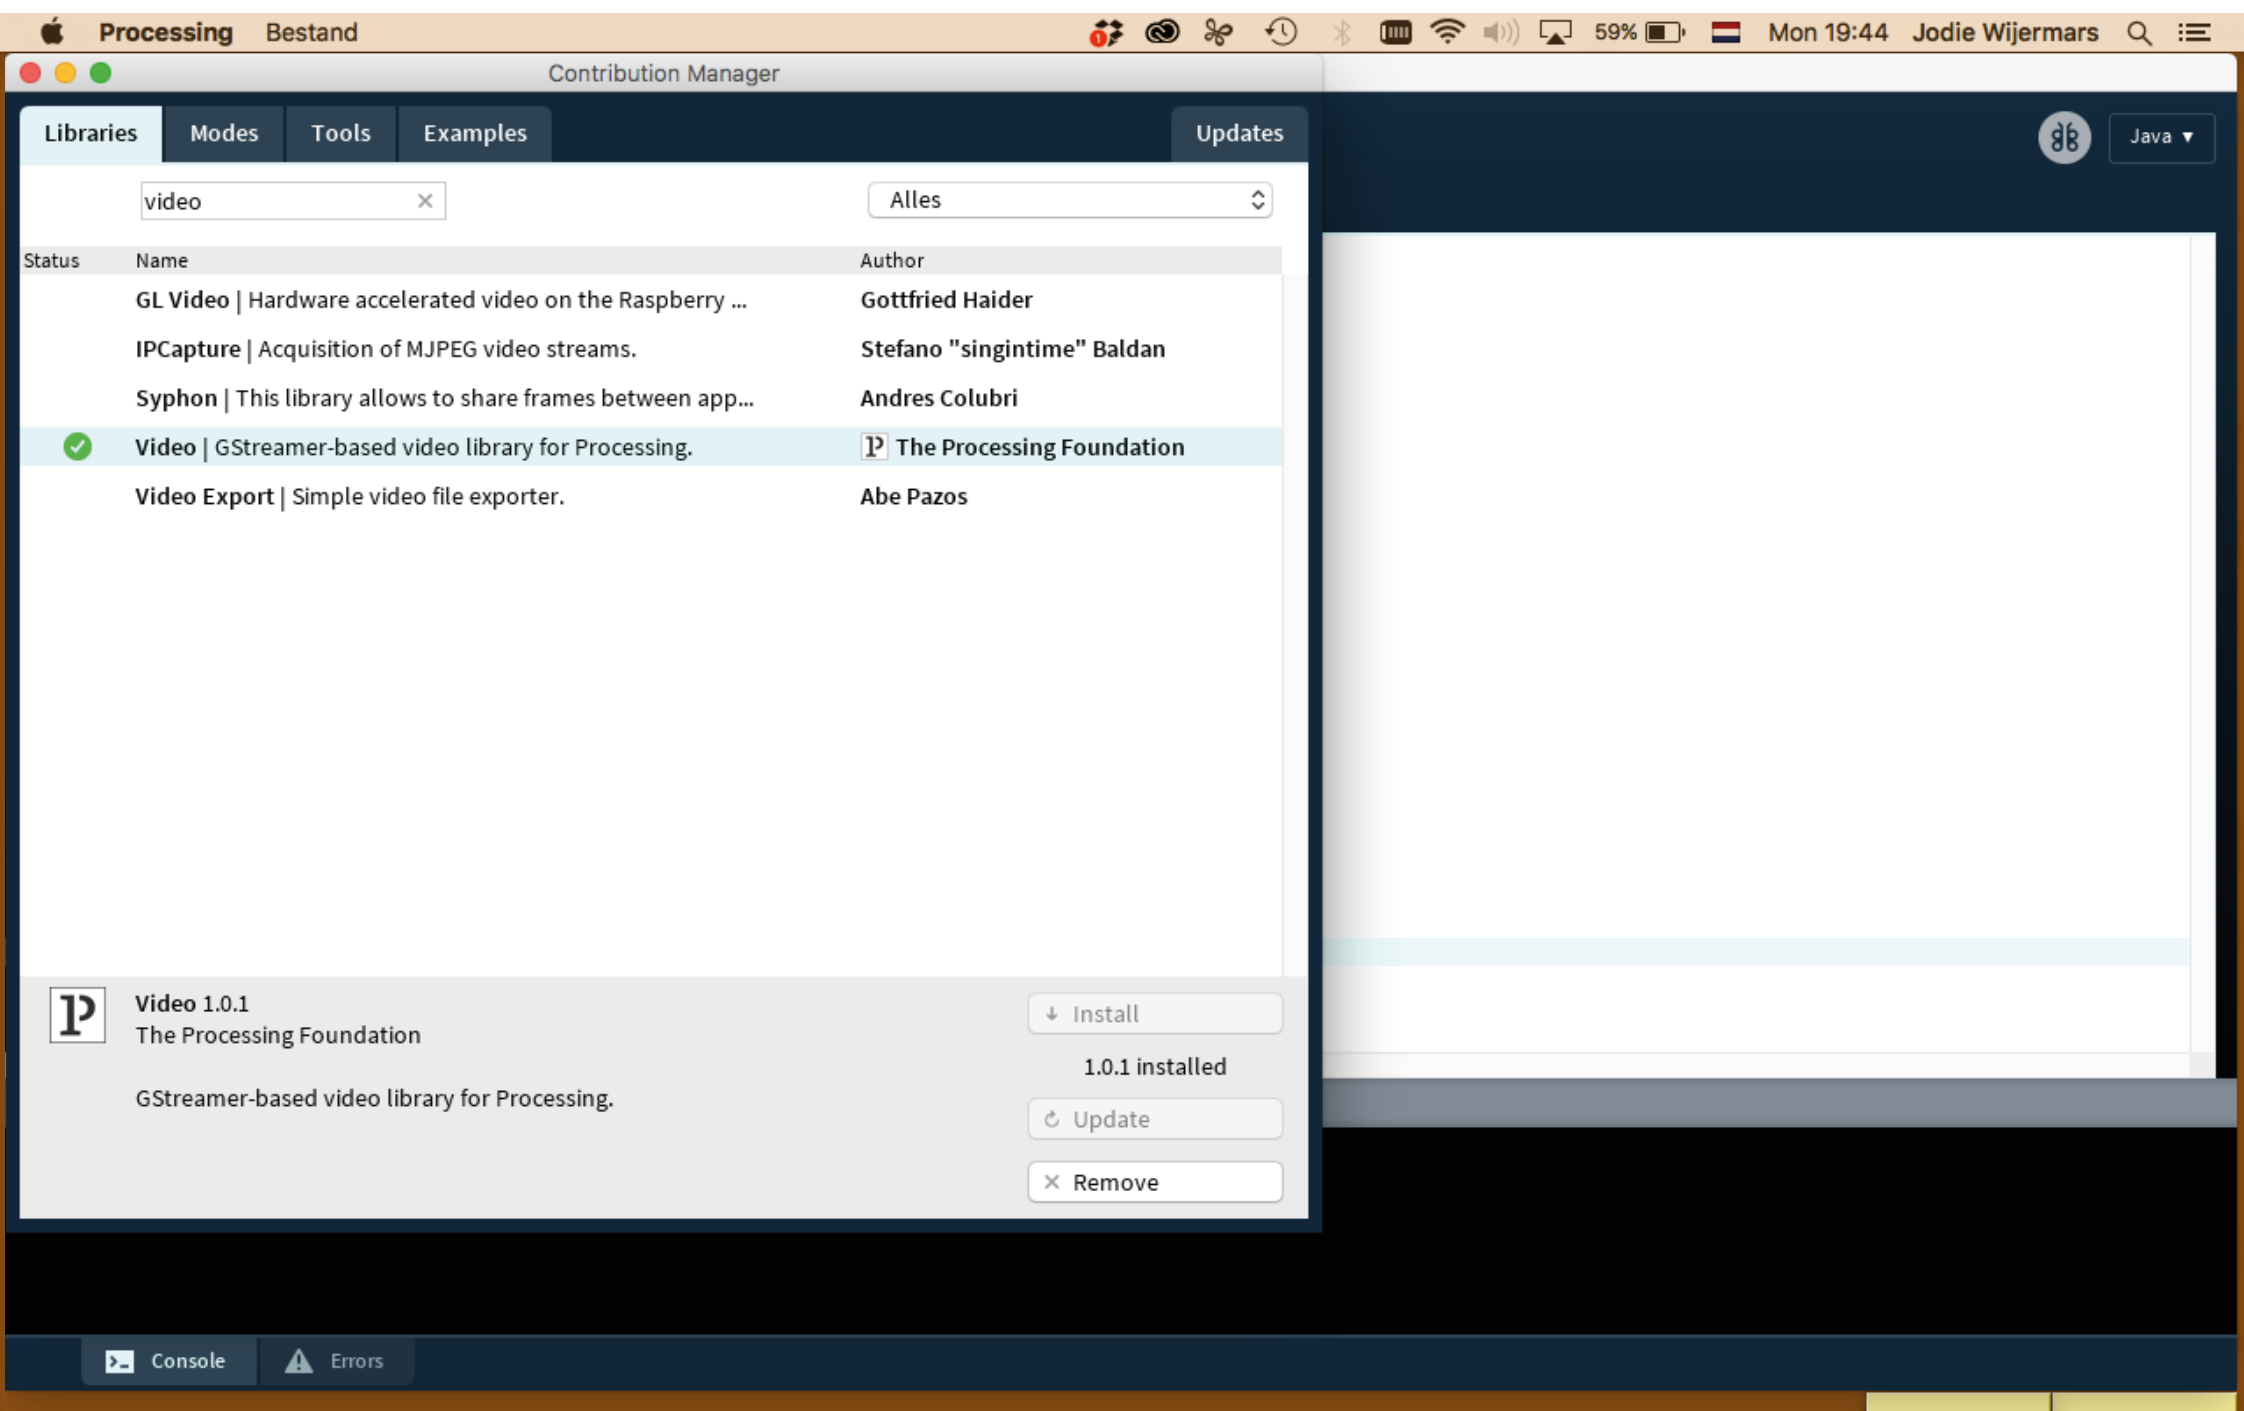 Processing Bestand 1 59% Mon 19:44 Jodie Wijermars
Contribution Manager
Libraries Modes Tools Examples Updates
Java ▼
video × Alles
Status Name Author
GL Video | Hardware accelerated video on the Raspberry ... Gottfried Haider
IPCapture | Acquisition of MJPEG video streams. Stefano "singintime" Baldan
Syphon | This library allows to share frames between app... Andres Colubri
Video | GStreamer-based video library for Processing. P The Processing Foundation
Video Export | Simple video file exporter. Abe Pazos
P
Video 1.0.1
The Processing Foundation
GStreamer-based video library for Processing.
Install
1.0.1 installed
Update
× Remove
Console Errors